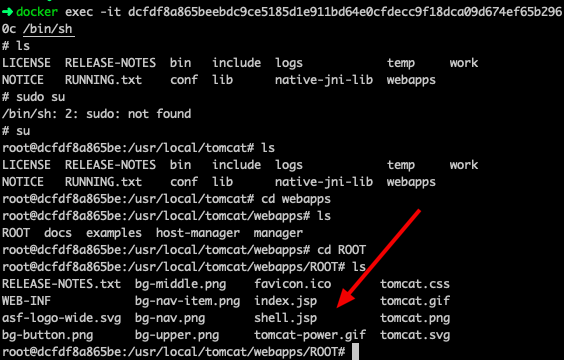 ➜ docker exec -it dcfdf8a865beebdc9ce5185d1e911bd64e0cfdecc9f18dca09d674ef65b296
0c /bin/sh
# ls
LICENSE  RELEASE-NOTES  bin   include  logs            temp     work
NOTICE   RUNNING.txt    conf  lib      native-jni-lib  webapps
# sudo su
/bin/sh: 2: sudo: not found
# su
root@dcfdf8a865be:/usr/local/tomcat# ls
LICENSE  RELEASE-NOTES  bin   include  logs            temp     work
NOTICE   RUNNING.txt    conf  lib      native-jni-lib  webapps
root@dcfdf8a865be:/usr/local/tomcat# cd webapps
root@dcfdf8a865be:/usr/local/tomcat/webapps# ls
ROOT  docs  examples  host-manager  manager
root@dcfdf8a865be:/usr/local/tomcat/webapps# cd ROOT
root@dcfdf8a865be:/usr/local/tomcat/webapps/ROOT# ls
RELEASE-NOTES.txt  bg-middle.png    favicon.ico       tomcat.css
WEB-INF            bg-nav-item.png  index.jsp         tomcat.gif
asf-logo-wide.svg  bg-nav.png       shell.jsp         tomcat.png
bg-button.png      bg-upper.png     tomcat-power.gif  tomcat.svg
root@dcfdf8a865be:/usr/local/tomcat/webapps/ROOT#